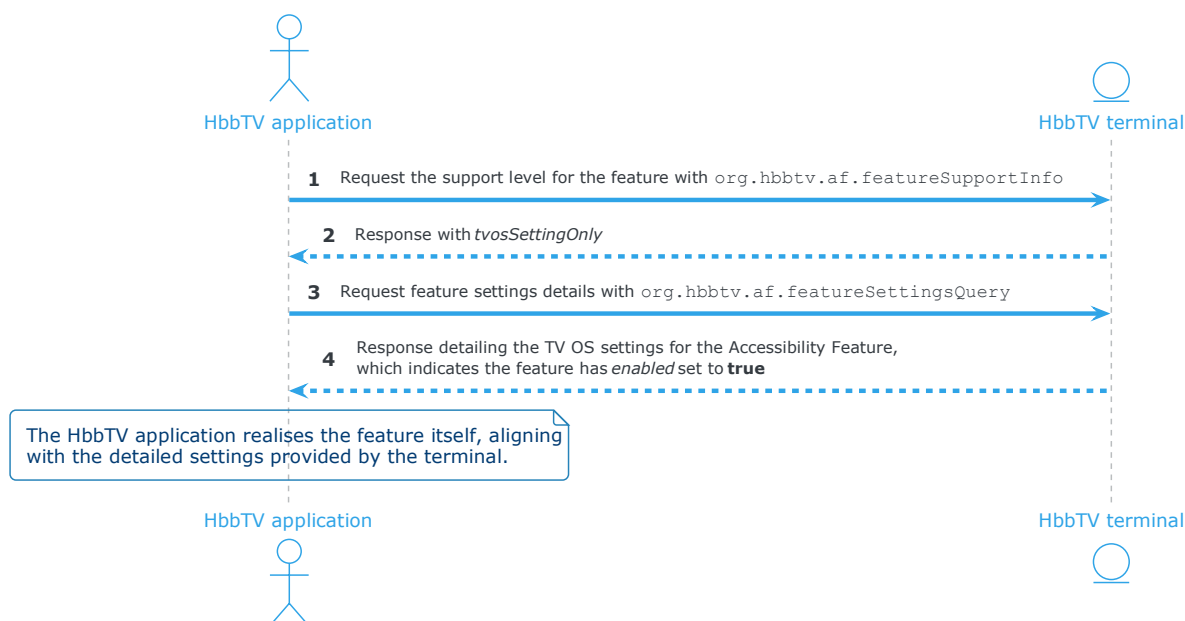 HbbTV application
HbbTV terminal
1 Request the support level for the feature with org.hbbtv.af.featureSupportInfo
2 Response with tvosSettingOnly
3 Request feature settings details with org.hbbtv.af.featureSettingsQuery
4 Response detailing the TV OS settings for the Accessibility Feature,
which indicates the feature has enabled set to true
The HbbTV application realises the feature itself, aligning
with the detailed settings provided by the terminal.
HbbTV application
HbbTV terminal